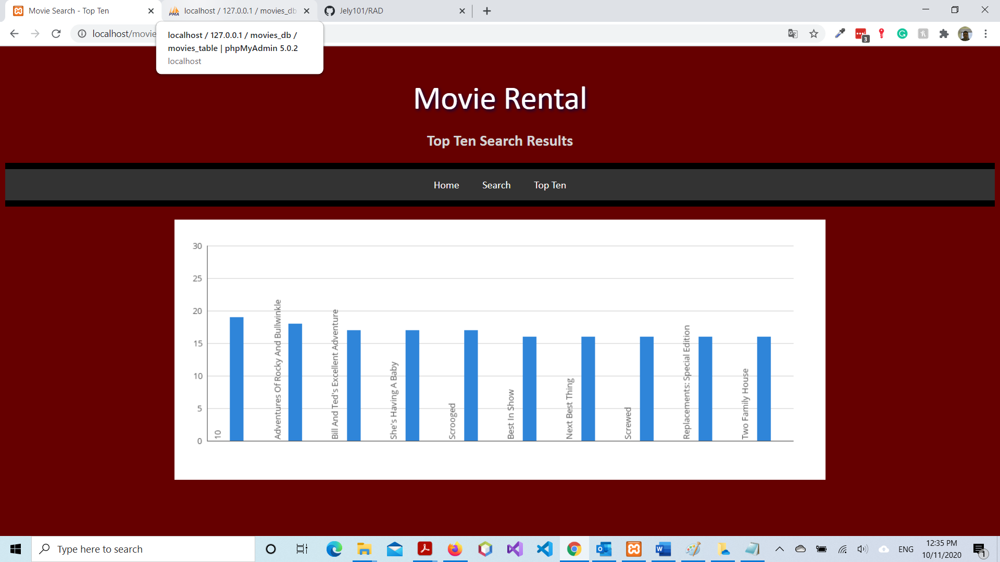 Movie Search - Top Ten
localhost / 127.0.0.1 / movies_db
Jely101/RAD
localhost/movie
localhost / 127.0.0.1 / movies_db /
movies_table | phpMyAdmin 5.0.2
localhost
3
Movie Rental
Top Ten Search Results
Home
Search
Top Ten
30
25
20
15
10
5
0
10
Adventures Of Rocky And Bullwinkle
Bill And Ted's Excellent Adventure
She's Having A Baby
Scrooged
Best In Show
Next Best Thing
Screwed
Replacements: Special Edition
Two Family House
Type here to search
ENG
12:35 PM
10/11/2020
1